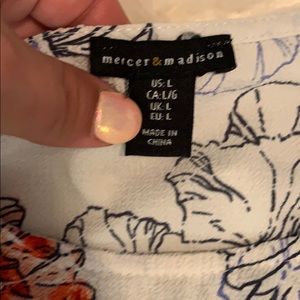 mercer&madison
US: L
CA: L/G
UK: L
EU: L
MADE IN
CHINA